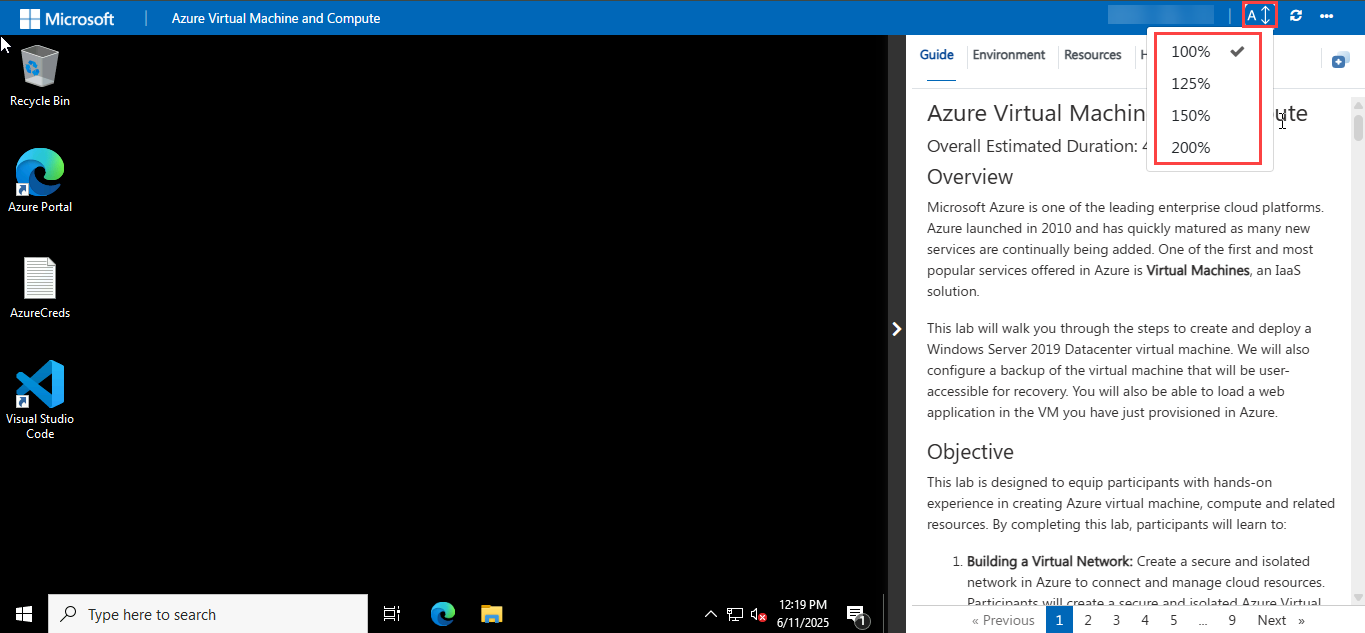 Microsoft | Azure Virtual Machine and Compute
A
100%
125%
150%
200%
Recycle Bin
Azure Portal
AzureCreds
Visual Studio
Code
Guide Environment Resources H
Azure Virtual Machin ute
Overall Estimated Duration: 4
Overview
Microsoft Azure is one of the leading enterprise cloud platforms.
Azure launched in 2010 and has quickly matured as many new
services are continually being added. One of the first and most
popular services offered in Azure is Virtual Machines, an IaaS
solution.
This lab will walk you through the steps to create and deploy a
Windows Server 2019 Datacenter virtual machine. We will also
configure a backup of the virtual machine that will be user-
accessible for recovery. You will also be able to load a web
application in the VM you have just provisioned in Azure.
Objective
This lab is designed to equip participants with hands-on
experience in creating Azure virtual machine, compute and related
resources. By completing this lab, participants will learn to:
1. Building a Virtual Network: Create a secure and isolated
network in Azure to connect and manage cloud resources.
Participants will create a secure and isolated Azure Virtual
« Previous 1 2 3 4 5 ... 9 Next »
Type here to search
12:19 PM
6/11/2025
1